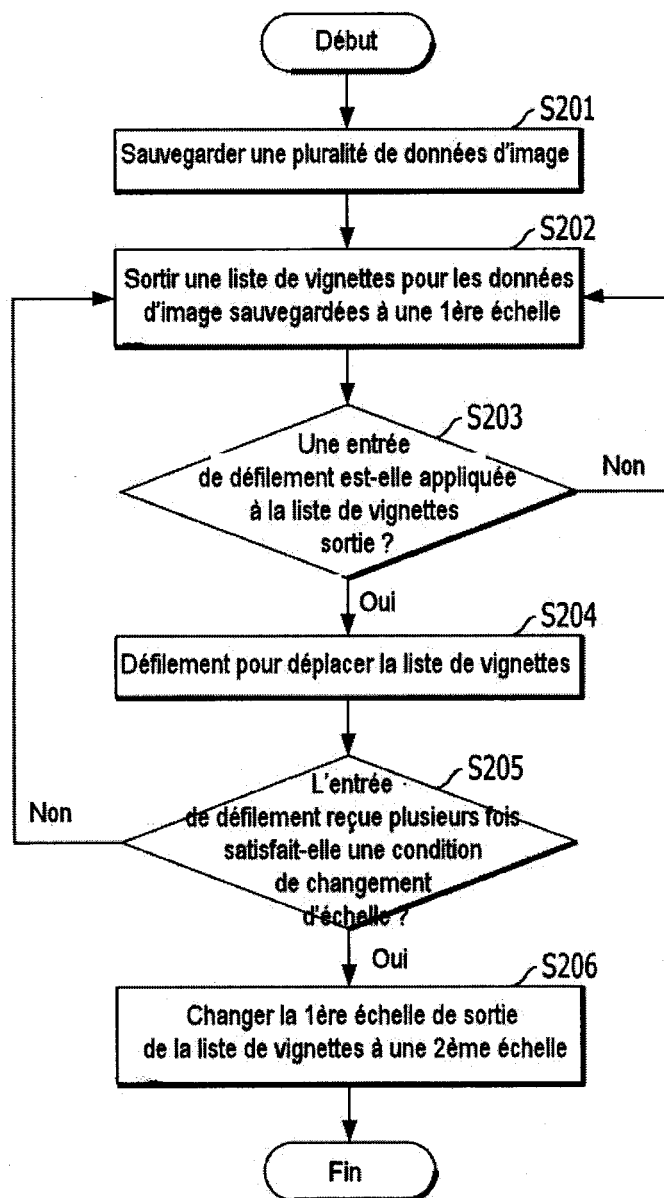 Début
S201
Sauvegarder une pluralité de données d'image
S202
Sortir une liste de vignettes pour les données
d'image sauvegardées à une 1ère échelle
S203
Une entrée
de défilement est-elle appliquée
à la liste de vignettes
sortie ?
Non
Oui
S204
Défilement pour déplacer la liste de vignettes
S205
L'entrée
de défilement reçue plusieurs fois
satisfait-elle une condition
de changement
d'échelle ?
Non
Oui
S206
Changer la 1ère échelle de sortie
de la liste de vignettes à une 2ème échelle
Fin